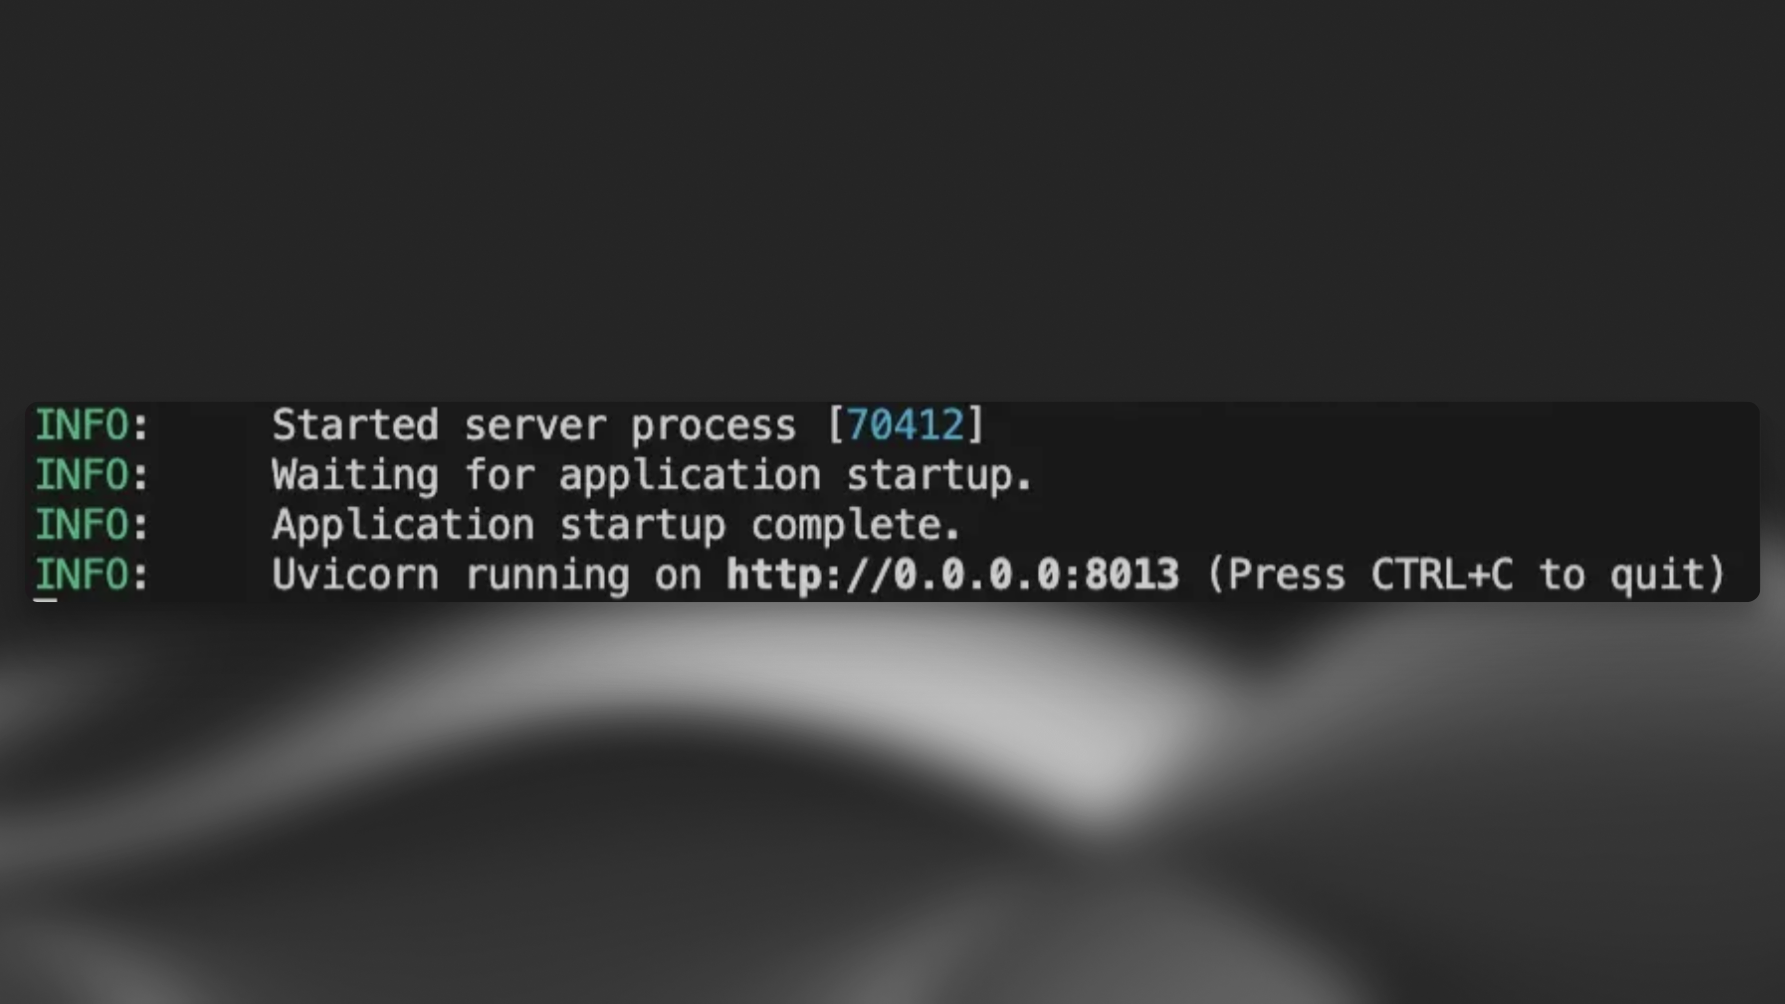 INFO:     Started server process [70412]
INFO:     Waiting for application startup.
INFO:     Application startup complete.
INFO:     Uvicorn running on http://0.0.0.0:8013 (Press CTRL+C to quit)